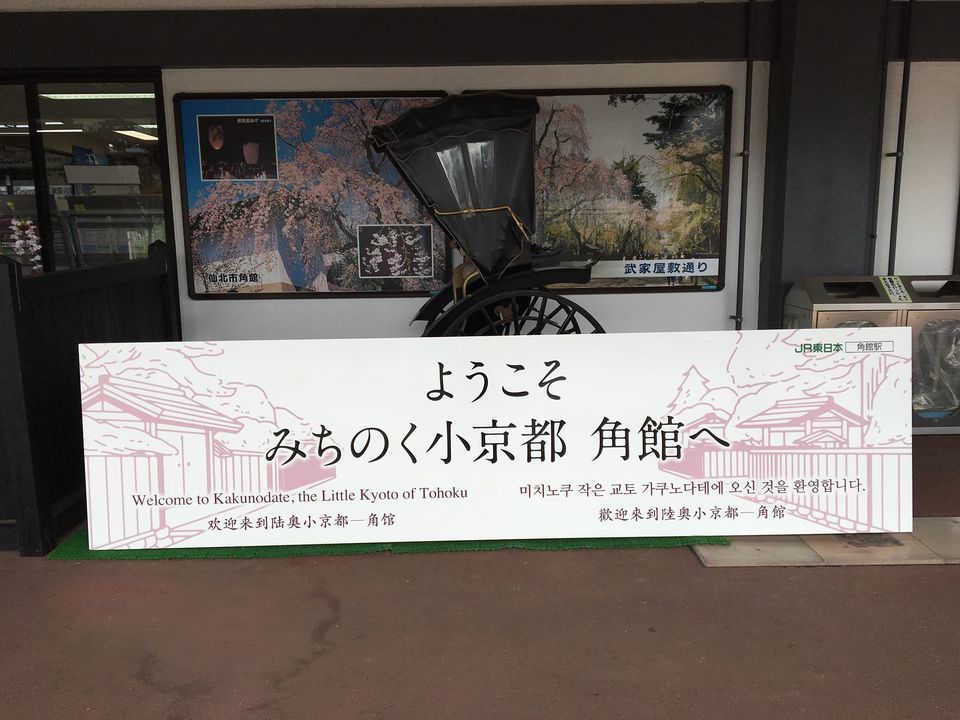 仙北市角館
武家屋敷通り
JR東日本 角館駅
ようこそ
みちのく小京都 角館へ
Welcome to Kakunodate, the Little Kyoto of Tohoku
미치노쿠 작은 교토 가쿠노다테에 오신 것을 환영합니다.
欢迎来到陆奥小京都—角馆
歡迎來到陸奧小京都—角館